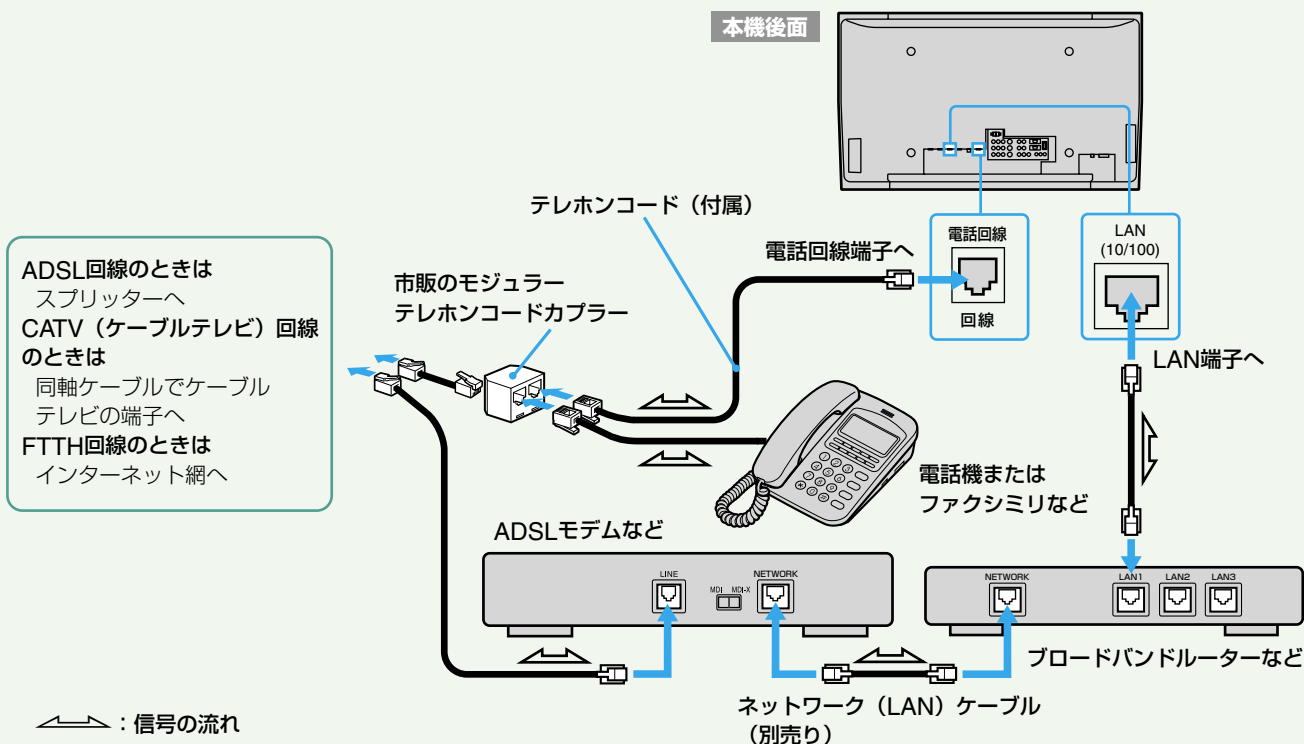 本機後面
テレホンコード（付属）
電話回線端子へ
電話回線
回線
LAN
(10/100)
LAN端子へ
ADSL回線のときは
スプリッターへ
CATV（ケーブルテレビ）回線
のときは
同軸ケーブルでケーブル
テレビの端子へ
FTTH回線のときは
インターネット網へ
市販のモジュラー
テレホンコードカプラー
電話機または
ファクシミリなど
ADSLモデムなど
LINE
MDI MDI-X
NETWORK
NETWORK
LAN1
LAN2
LAN3
ブロードバンドルーターなど
ネットワーク（LAN）ケーブル
（別売り）
：信号の流れ